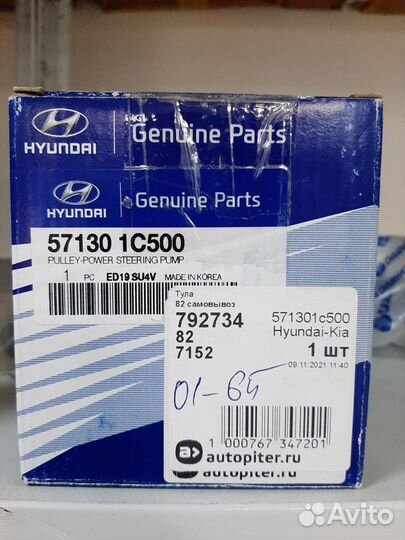 HYUNDAI
Genuine Parts
HYUNDAI
Genuine Parts
57130 1C500
PULLEY-POWER STEERING PUMP
1 PC ED19 SU4V MADE IN KOREA
Тула
82 самовывоз
792734
571301c500
82
Hyundai-Kia
7152
1 шт
09.11.2021 11:40
01-65
1 000767 347201
a
autopiter.ru
autopiter.ru
Avito